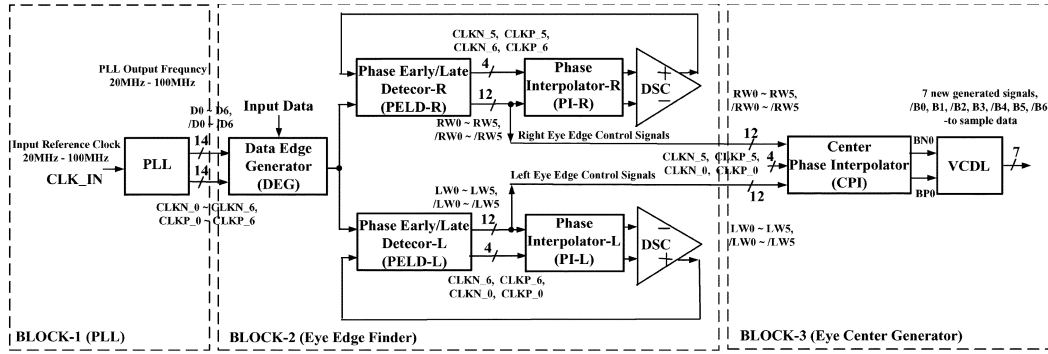 PLL Output Frequnecy
20MHz - 100MHz
Input Reference Clock
20MHz - 100MHz
CLK_IN
PLL
D0 ~ D6,
/D0 ~ /D6
14
14
CLKN_0 ~ CLKN_6,
CLKP_0 ~ CLKP_6
BLOCK-1 (PLL)
Input Data
Data Edge
Generator
(DEG)
Phase Early/Late
Detecor-R
(PELD-R)
CLKN_5, CLKP_5,
CLKN_6, CLKP_6
4
12
RW0 ~ RW5,
/RW0 ~ /RW5
Phase
Interpolator-R
(PI-R)
+
DSC
−
Right Eye Edge Control Signals
Left Eye Edge Control Signals
LW0 ~ LW5,
/LW0 ~ /LW5
12
4
Phase Early/Late
Detecor-L
(PELD-L)
CLKN_6, CLKP_6,
CLKN_0, CLKP_0
Phase
Interpolator-L
(PI-L)
−
DSC
+
BLOCK-2 (Eye Edge Finder)
RW0 ~ RW5,
/RW0 ~ /RW5
12
CLKN_5, CLKP_5,
CLKN_0, CLKP_0
4
12
LW0 ~ LW5,
/LW0 ~ /LW5
Center
Phase Interpolator
(CPI)
7 new generated signals,
/B0, B1, /B2, B3, /B4, B5, /B6
-to sample data
BN0
BP0
VCDL
7
BLOCK-3 (Eye Center Generator)